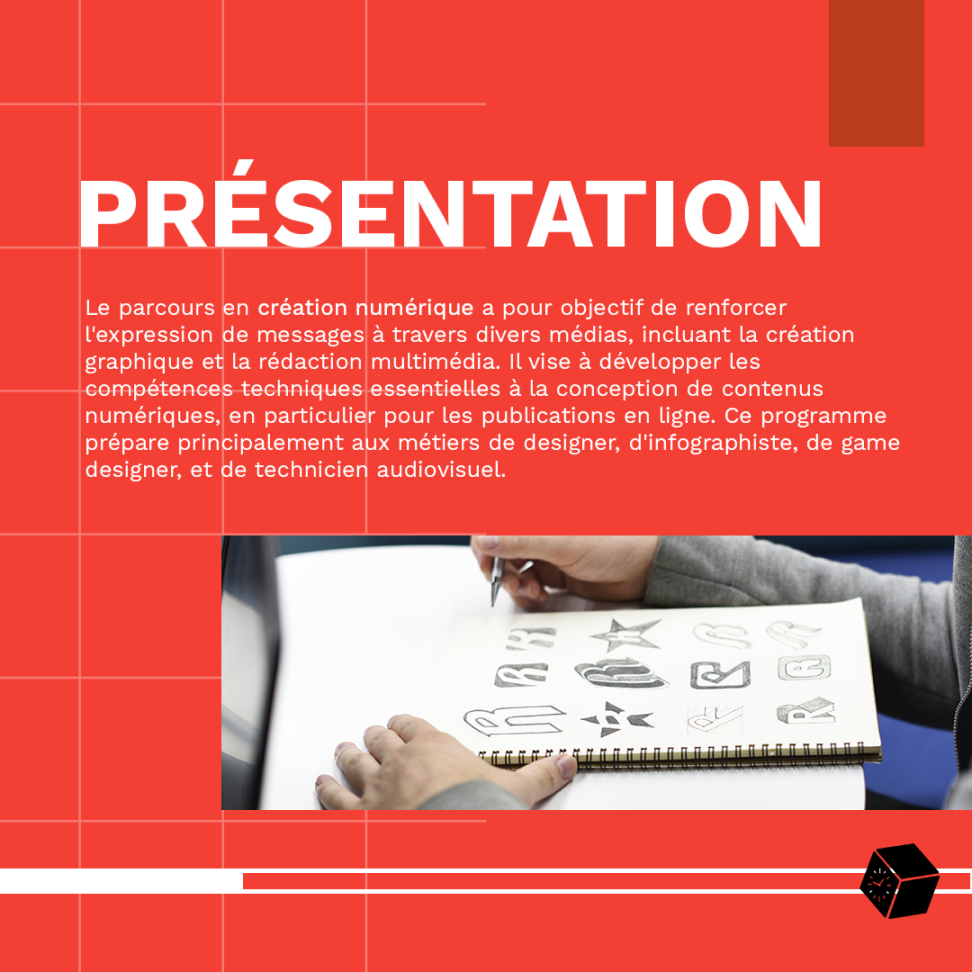 PRÉSENTATION
Le parcours en création numérique a pour objectif de renforcer
l'expression de messages à travers divers médias, incluant la création
graphique et la rédaction multimédia. Il vise à développer les
compétences techniques essentielles à la conception de contenus
numériques, en particulier pour les publications en ligne. Ce programme
prépare principalement aux métiers de designer, d'infographiste, de game
designer, et de technicien audiovisuel.
R R R R
R R R R
R R R R